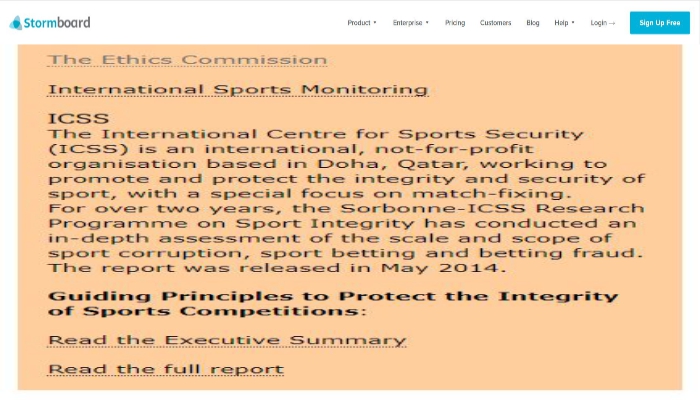 Stormboard
Product
Enterprise
Pricing
Customers
Blog
Help
Login →
Sign Up Free
The Ethics Commission
International Sports Monitoring
ICSS
The International Centre for Sports Security
(ICSS) is an international, not-for-profit
organisation based in Doha, Qatar, working to
promote and protect the integrity and security of
sport, with a special focus on match-fixing.
For over two years, the Sorbonne-ICSS Research
Programme on Sport Integrity has conducted an
in-depth assessment of the scale and scope of
sport corruption, sport betting and betting fraud.
The report was released in May 2014.
Guiding Principles to Protect the Integrity
of Sports Competitions:
Read the Executive Summary
Read the full report